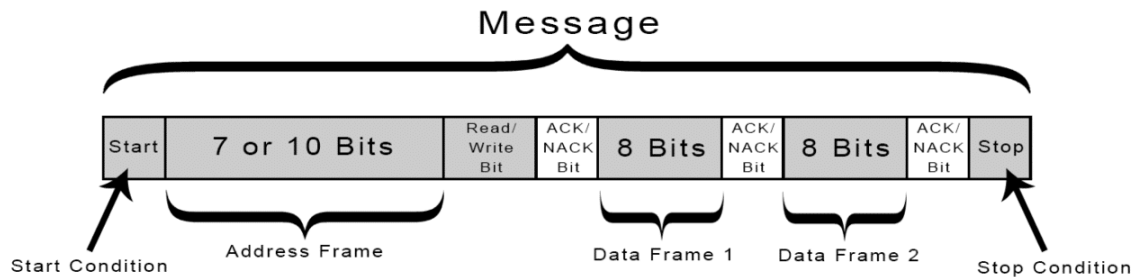 Message
Start
7 or 10 Bits
Read/
Write
Bit
ACK/
NACK
Bit
8 Bits
ACK/
NACK
Bit
8 Bits
ACK/
NACK
Bit
Stop
Start Condition
Address Frame
Data Frame 1
Data Frame 2
Stop Condition